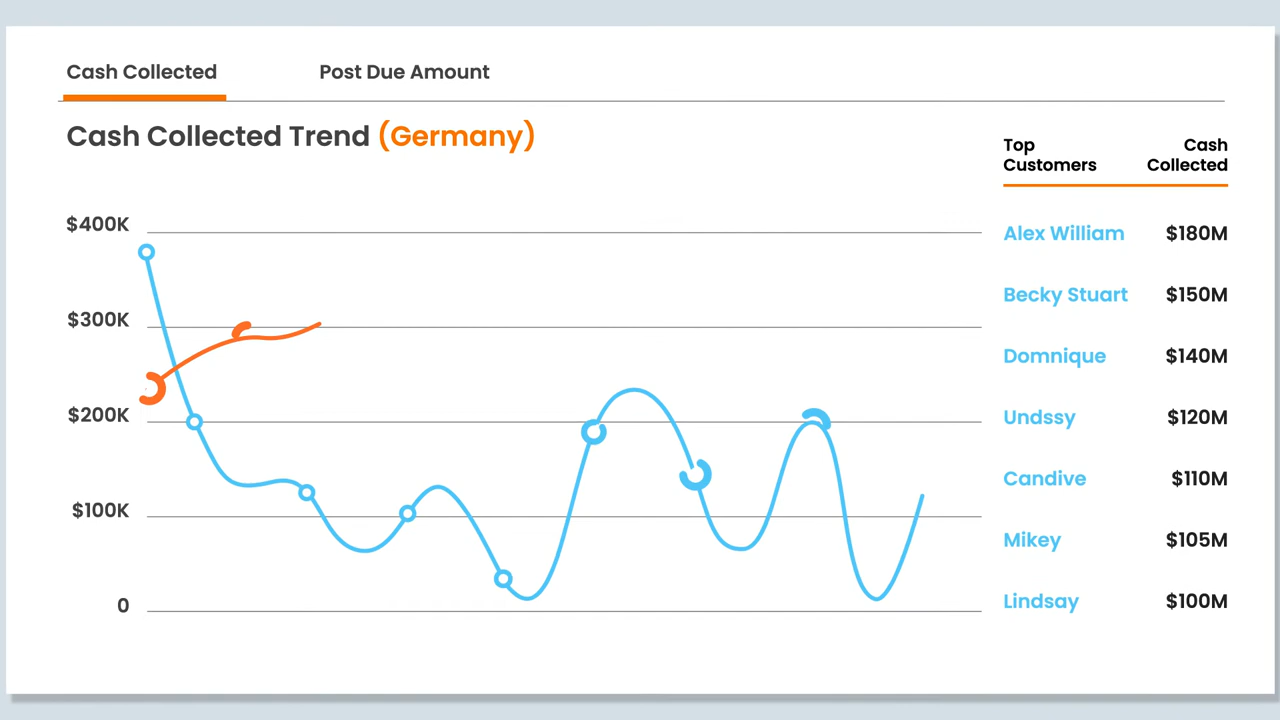 Cash Collected Post Due Amount
Cash Collected Trend (Germany)
Top Customers Cash Collected
$400K
$300K
$200K
$100K
0
Alex William $180M
Becky Stuart $150M
Domnique $140M
Undssy $120M
Candive $110M
Mikey $105M
Lindsay $100M